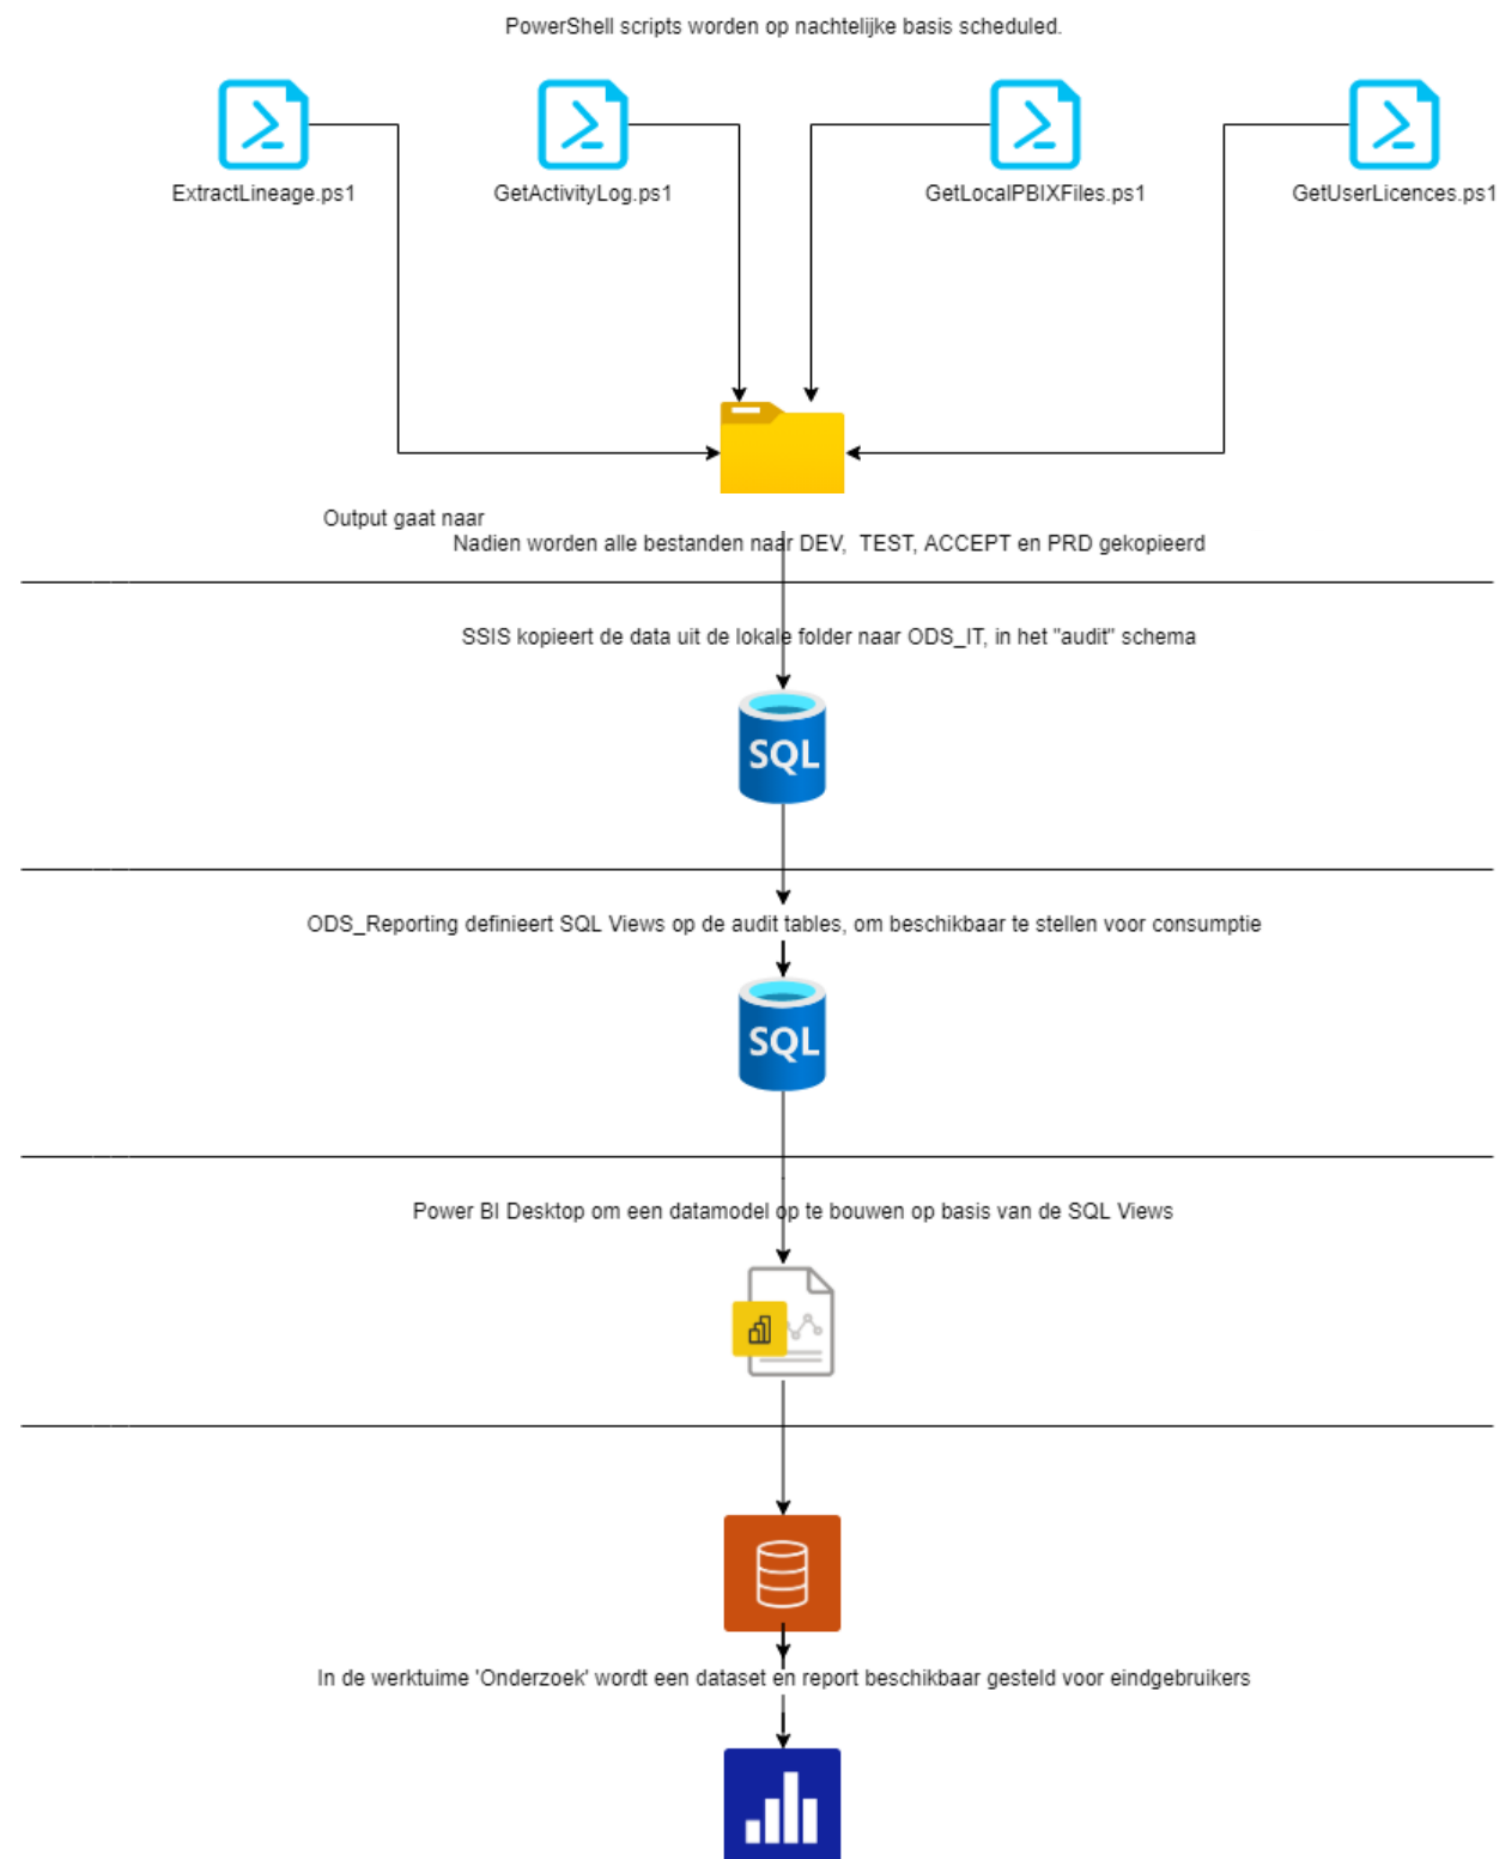 PowerShell scripts worden op nachtelijke basis scheduled.
ExtractLineage.ps1
GetActivityLog.ps1
GetLocalPBIXFiles.ps1
GetUserLicences.ps1
Output gaat naar
Nadien worden alle bestanden naar DEV, TEST, ACCEPT en PRD gekopieerd
SSIS kopieert de data uit de lokale folder naar ODS_IT, in het "audit" schema
SQL
ODS_Reporting definieert SQL Views op de audit tables, om beschikbaar te stellen voor consumptie
SQL
Power BI Desktop om een datamodel op te bouwen op basis van de SQL Views
In de werktuime 'Onderzoek' wordt een dataset en report beschikbaar gesteld voor eindgebruikers